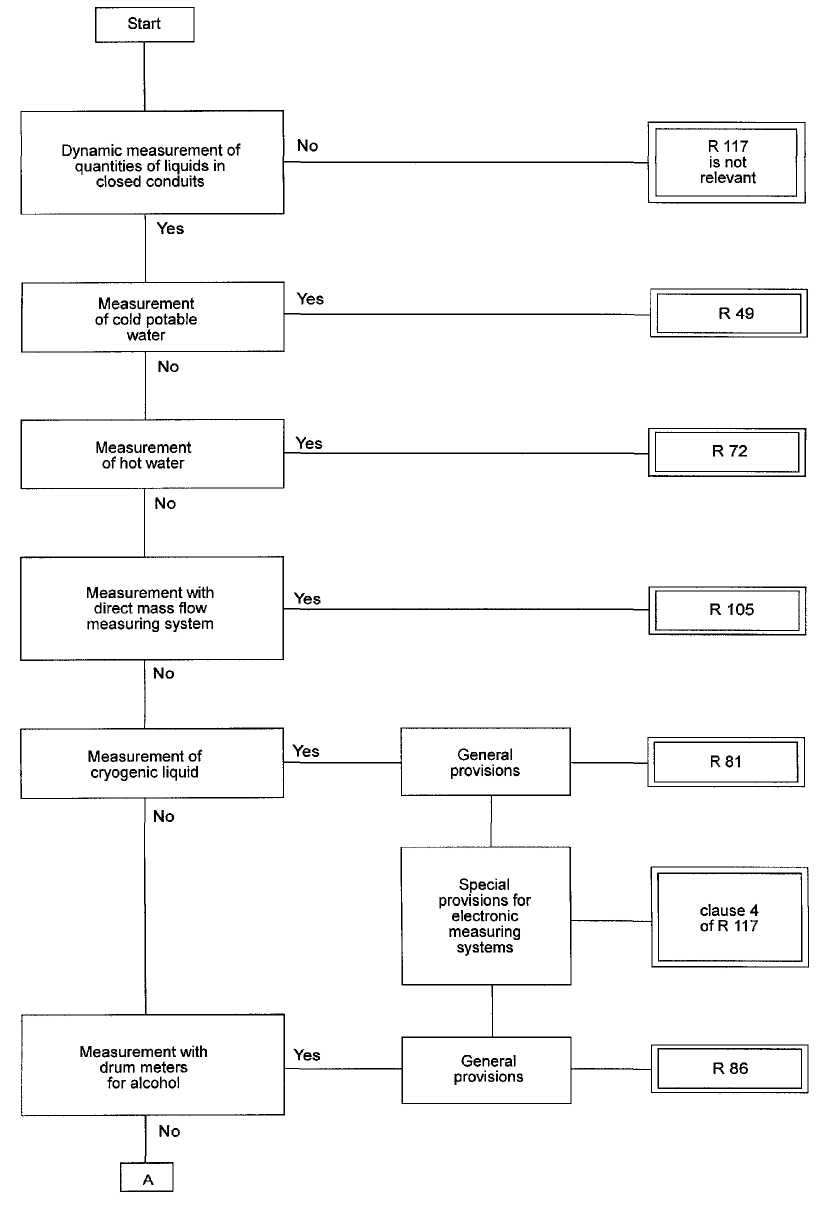 Start
Dynamic measurement of
quantities of liquids in
closed conduits
No
R 117
is not
relevant
Yes
Measurement
of cold potable
water
Yes
R 49
No
Measurement
of hot water
Yes
R 72
No
Measurement with
direct mass flow
measuring system
Yes
R 105
No
Measurement of
cryogenic liquid
Yes
General
provisions
R 81
No
Special
provisions for
electronic
measuring
systems
clause 4
of R 117
Measurement with
drum meters
for alcohol
Yes
General
provisions
R 86
No
A